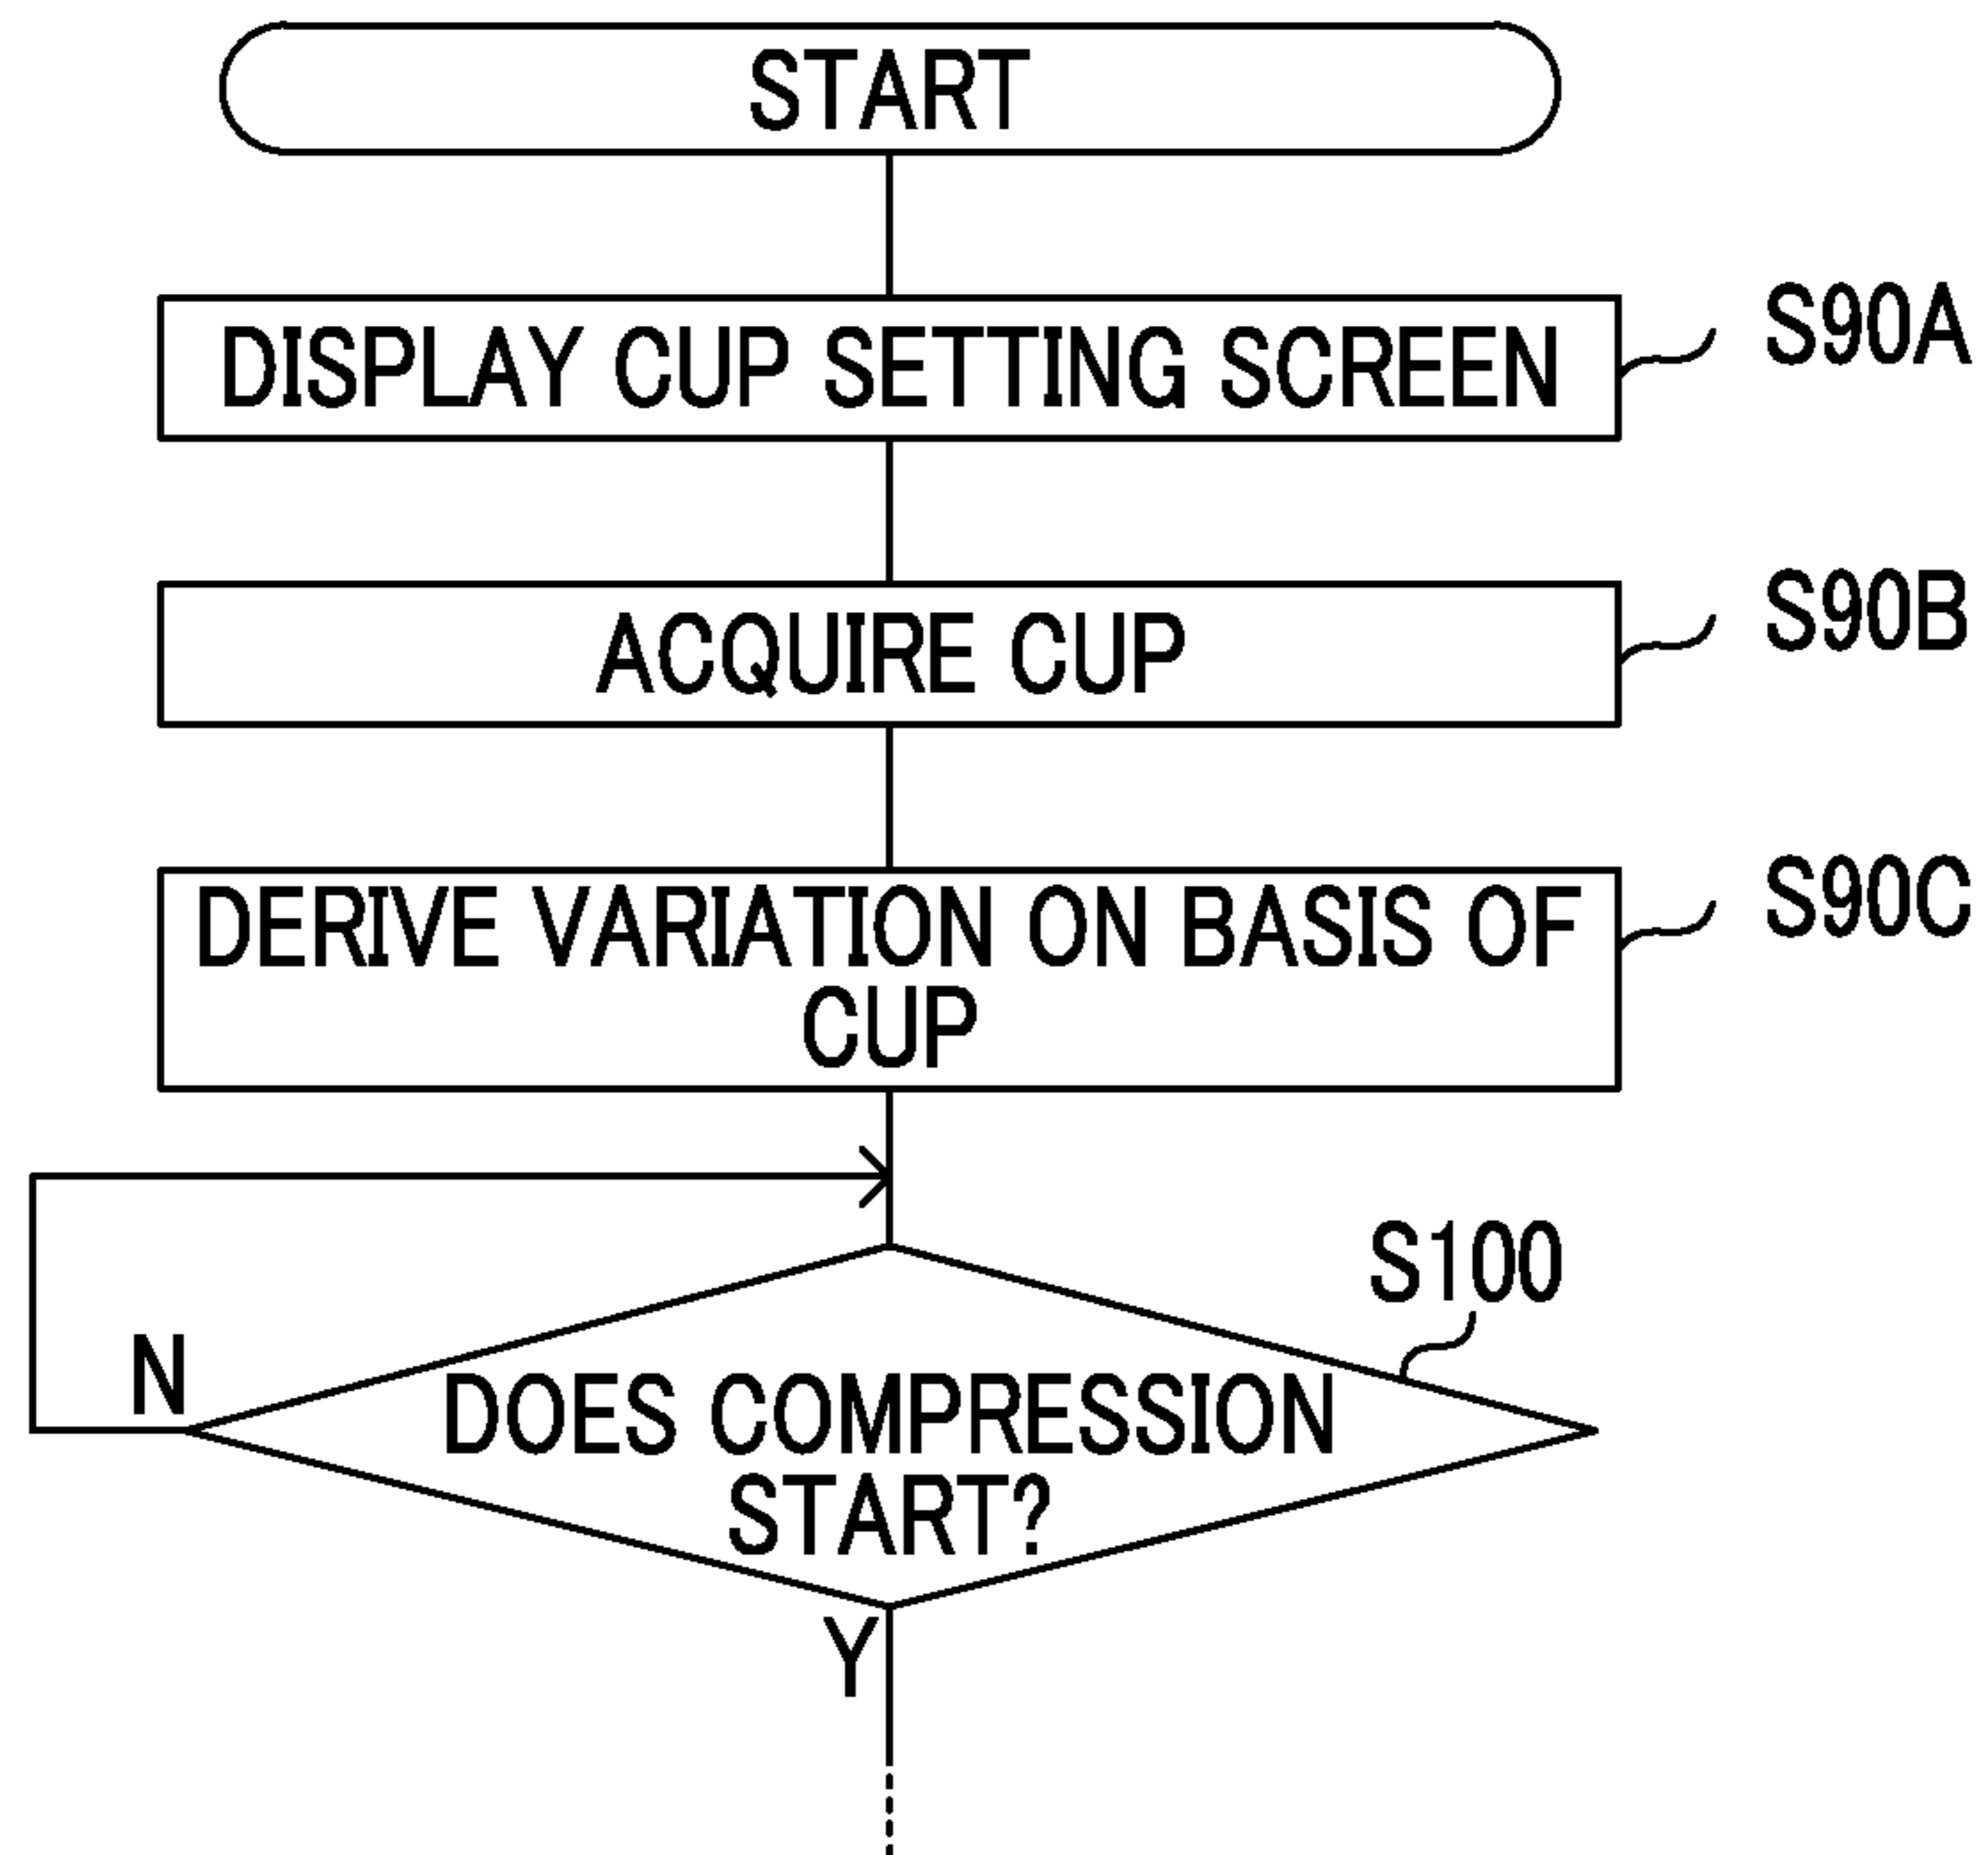 START
DISPLAY CUP SETTING SCREEN
S90A
ACQUIRE CUP
S90B
DERIVE VARIATION ON BASIS OF
CUP
S90C
S100
N
DOES COMPRESSION
START?
Y